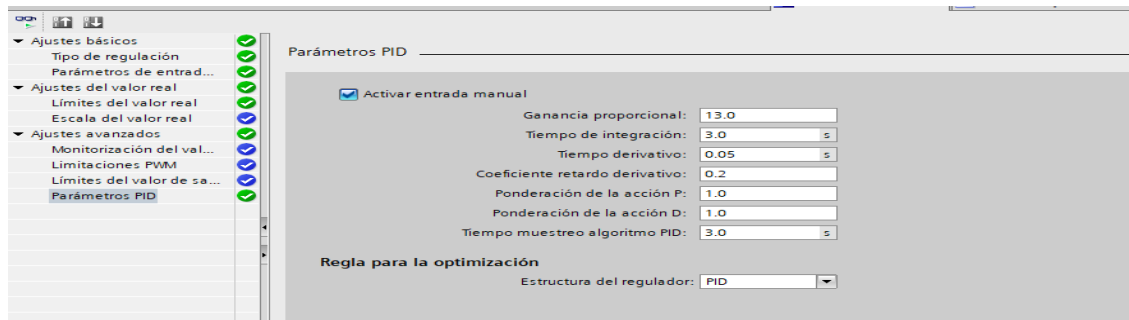 Ajustes básicos
Tipo de regulación
Parámetros de entrad...
Ajustes del valor real
Límites del valor real
Escala del valor real
Ajustes avanzados
Monitorización del val...
Limitaciones PWM
Límites del valor de sa...
Parámetros PID
Parámetros PID
Activar entrada manual
Ganancia proporcional: 13.0
Tiempo de integración: 3.0 s
Tiempo derivativo: 0.05 s
Coeficiente retardo derivativo: 0.2
Ponderación de la acción P: 1.0
Ponderación de la acción D: 1.0
Tiempo muestreo algoritmo PID: 3.0 s
Regla para la optimización
Estructura del regulador: PID